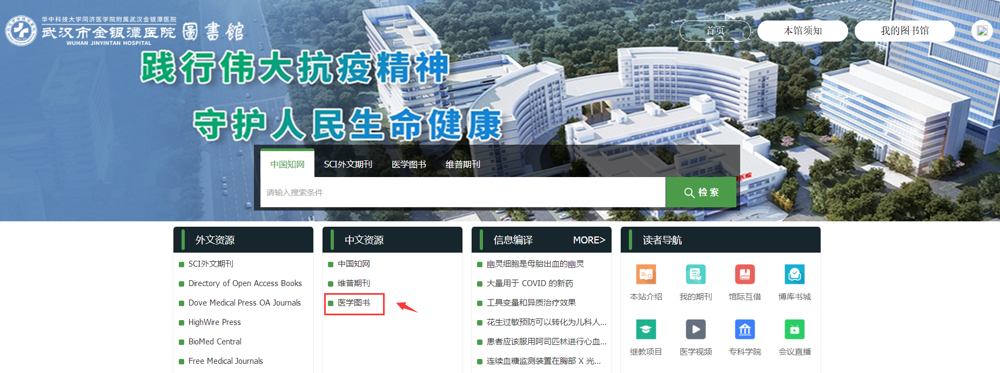 华中科技大学同济医学院附属武汉金银潭医院
武汉市金银潭医院 圖書館
WUHAN JINYINTAN HOSPITAL
首页 本馆须知 我的图书馆
践行伟大抗疫精神
守护人民生命健康
中国知网 SCI外文期刊 医学图书 维普期刊
请输入搜索条件 检 索
外文资源
SCI外文期刊
Directory of Open Access Books
Dove Medical Press OA Journals
HighWire Press
BioMed Central
Free Medical Journals
中文资源
中国知网
维普期刊
医学图书
信息编译 MORE>
幽灵细胞是母胎出血的幽灵
大量用于 COVID 的新药
工具变量和异质治疗效果
花生过敏预防可以转化为儿科人...
患者应该服用阿司匹林进行心血...
连续血糖监测装置在胸部 X 光...
读者导航
本站介绍 我的期刊 馆际互借 博库书城
继教项目 医学视频 专科学院 会议直播